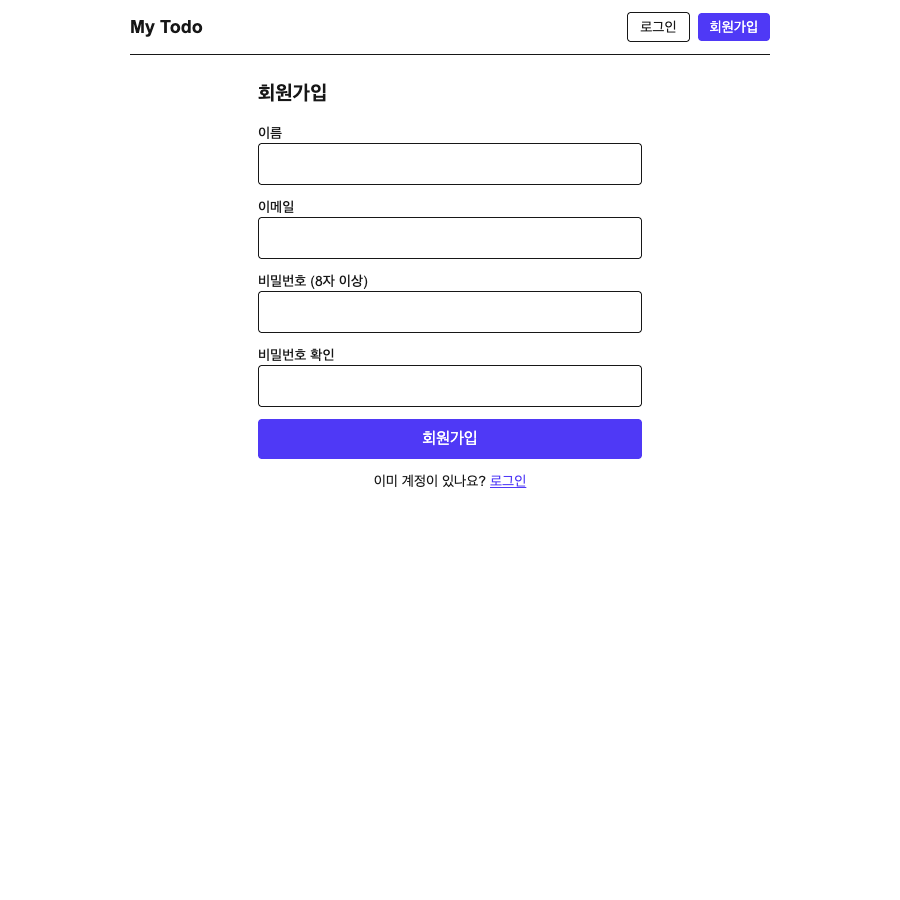 My Todo 로그인 회원가입
회원가입
이름
이메일
비밀번호 (8자 이상)
비밀번호 확인
회원가입
이미 계정이 있나요? 로그인